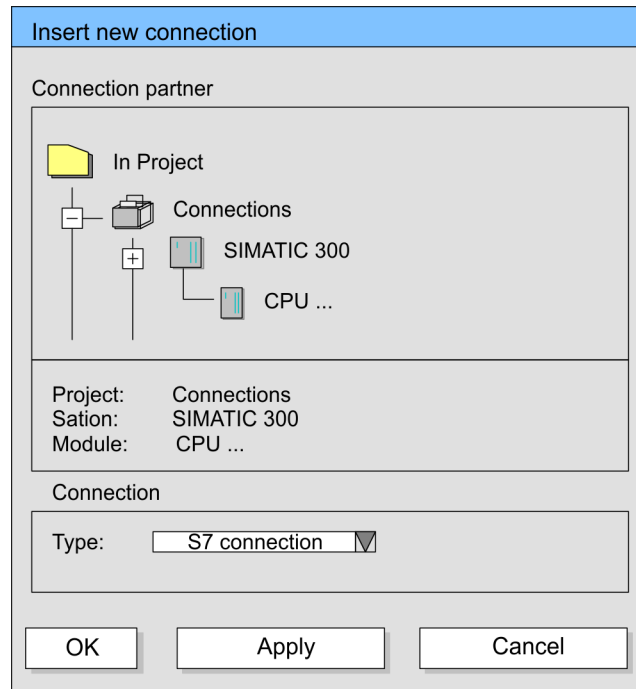 Insert new connection
Connection partner
In Project
Connections
SIMATIC 300
CPU ...
Project: Connections
Sation: SIMATIC 300
Module: CPU ...
Connection
Type: S7 connection
OK Apply Cancel